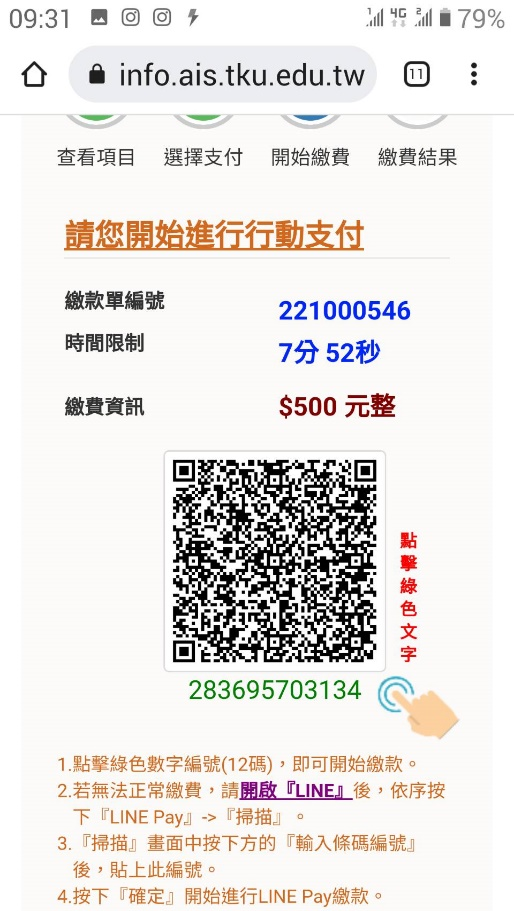 09:31
4G
79%
info.ais.tku.edu.tw
11
查看項目 選擇支付 開始繳費 繳費結果
請您開始進行行動支付
繳款單編號 221000546
時間限制 7分 52秒
繳費資訊 $500 元整
點擊綠色文字
283695703134
1.點擊綠色數字編號(12碼)，即可開始繳款。
2.若無法正常繳費，請開啟『LINE』後，依序按
下『LINE Pay』->『掃描』。
3.『掃描』畫面中按下方的『輸入條碼編號』
後，貼上此編號。
4.按下『確定』開始進行LINE Pay繳款。